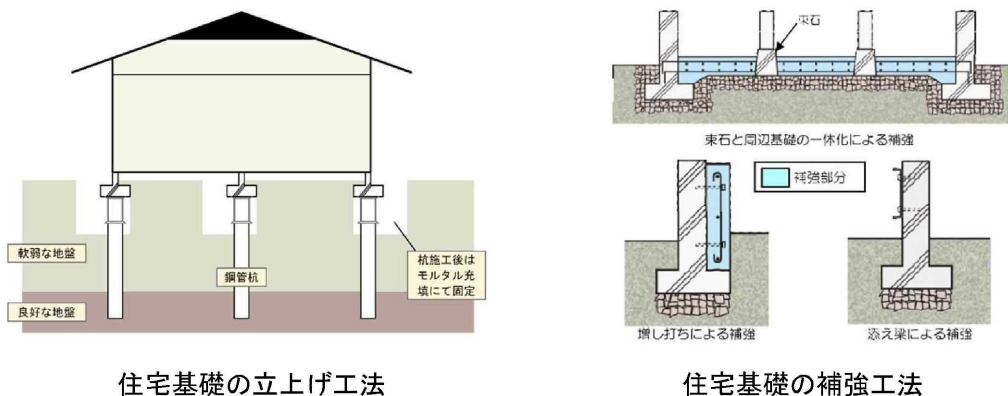 軟弱な地盤
良好な地盤
鋼管杭
杭施工後は
モルタル充
填にて固定
住宅基礎の立上げ工法
束石
束石と周辺基礎の一体化による補強
補強部分
増し打ちによる補強
添え梁による補強
住宅基礎の補強工法